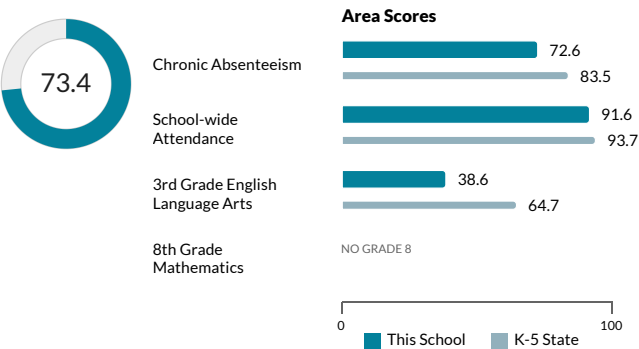 Area Scores
73.4
Chronic Absenteeism
72.6
83.5
School-wide
Attendance
91.6
93.7
3rd Grade English
Language Arts
38.6
64.7
8th Grade
Mathematics
NO GRADE 8
0
100
This School
K-5 State